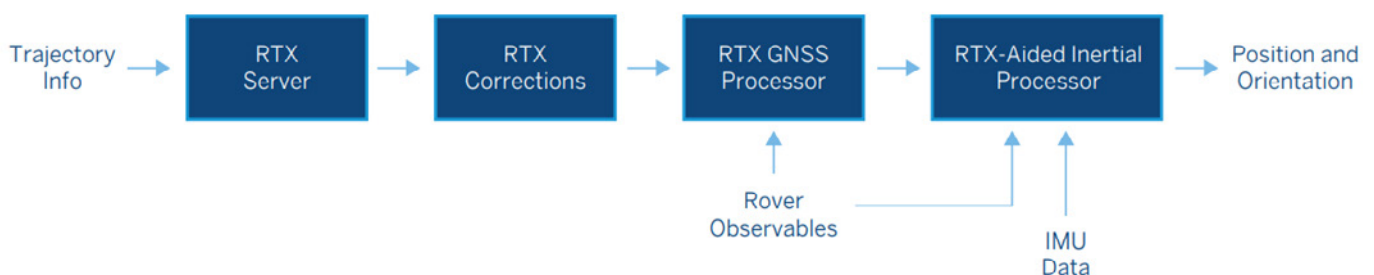 Trajectory
Info
RTX
Server
RTX
Corrections
RTX GNSS
Processor
RTX-Aided Inertial
Processor
Position and
Orientation
Rover
Observables
IMU
Data